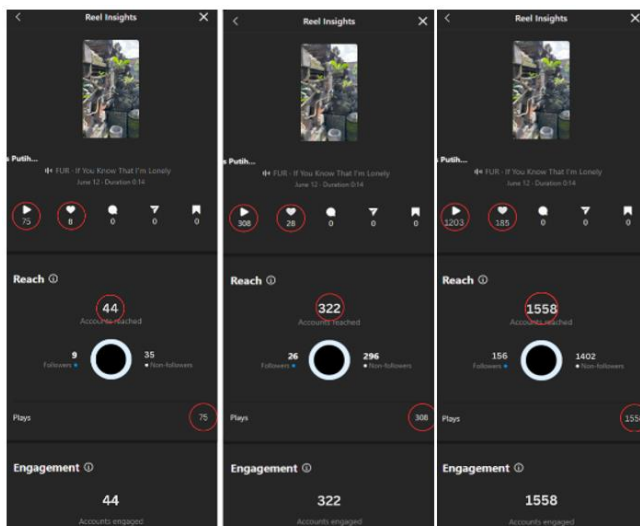 Reel Insights
s Putih...
FUR - If You Know That I'm Lonely
June 12 - Duration 0:14
75 8 0 0 0
Reach
44
Accounts reached
9 35
Followers Non-followers
Plays 75
Engagement
44
Accounts engaged
Reel Insights
s Putih...
FUR - If You Know That I'm Lonely
June 12 - Duration 0:14
308 28 0 0 0
Reach
322
Accounts reached
26 296
Followers Non-followers
Plays 308
Engagement
322
Accounts engaged
Reel Insights
Putih...
FUR - If You Know That I'm Lonely
June 12 - Duration 0:14
1203 185 0 0 0
Reach
1558
Accounts reached
156 1402
Followers Non-followers
Plays 1558
Engagement
1558
Accounts engaged